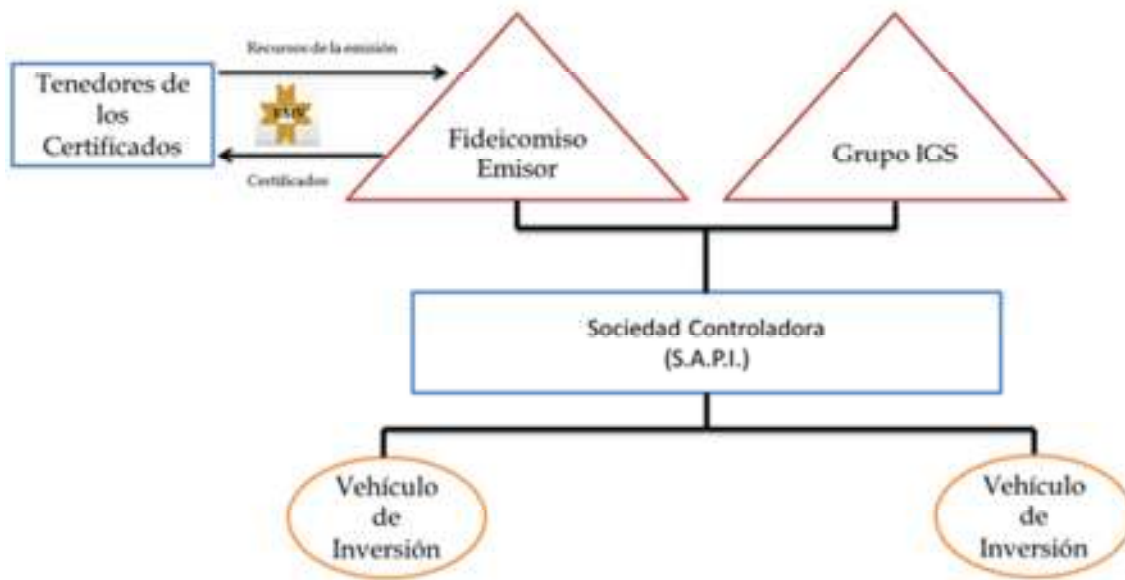 Recursos de la emisión
Tenedores de
los
Certificados
Certificados
Fideicomiso
Emisor
Grupo IGS
Sociedad Controladora
(S.A.P.I.)
Vehículo
de
Inversión
Vehículo
de
Inversión